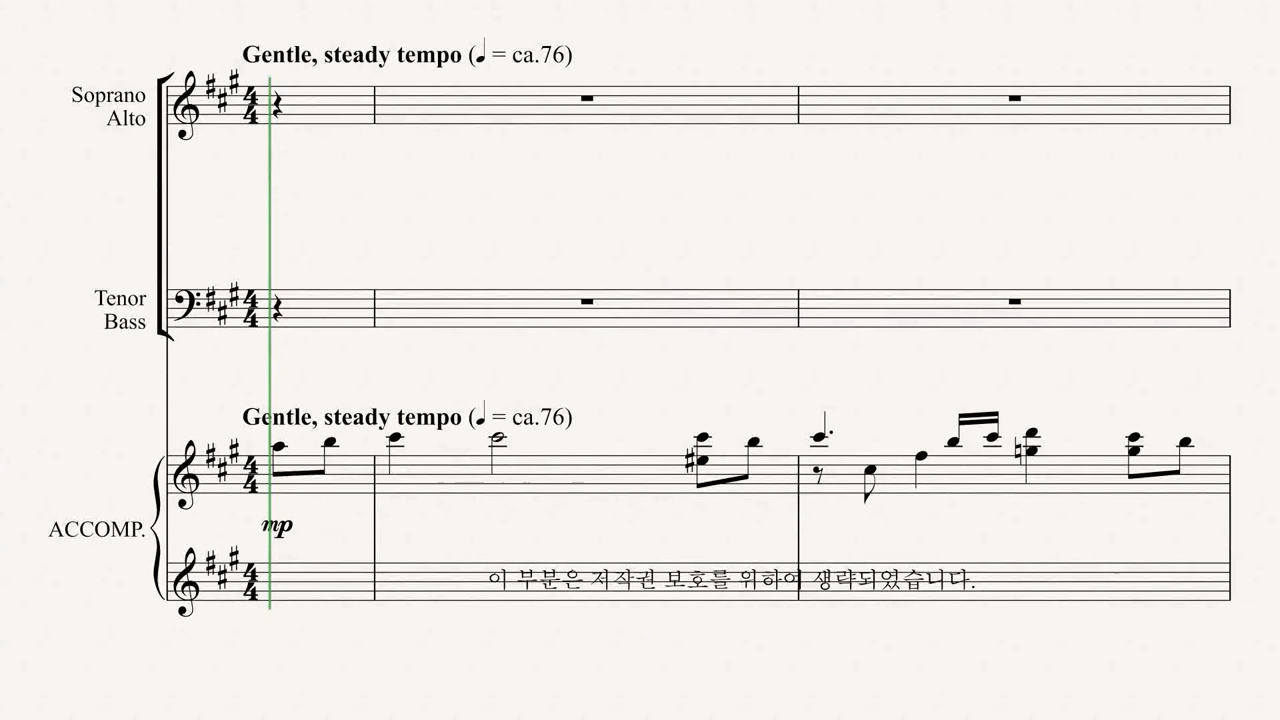 Gentle, steady tempo (♩ = ca.76)
Soprano
Alto
Tenor
Bass
Gentle, steady tempo (♩ = ca.76)
mp
ACCOMP.
이 부분은 저작권 보호를 위하여 생략되었습니다.